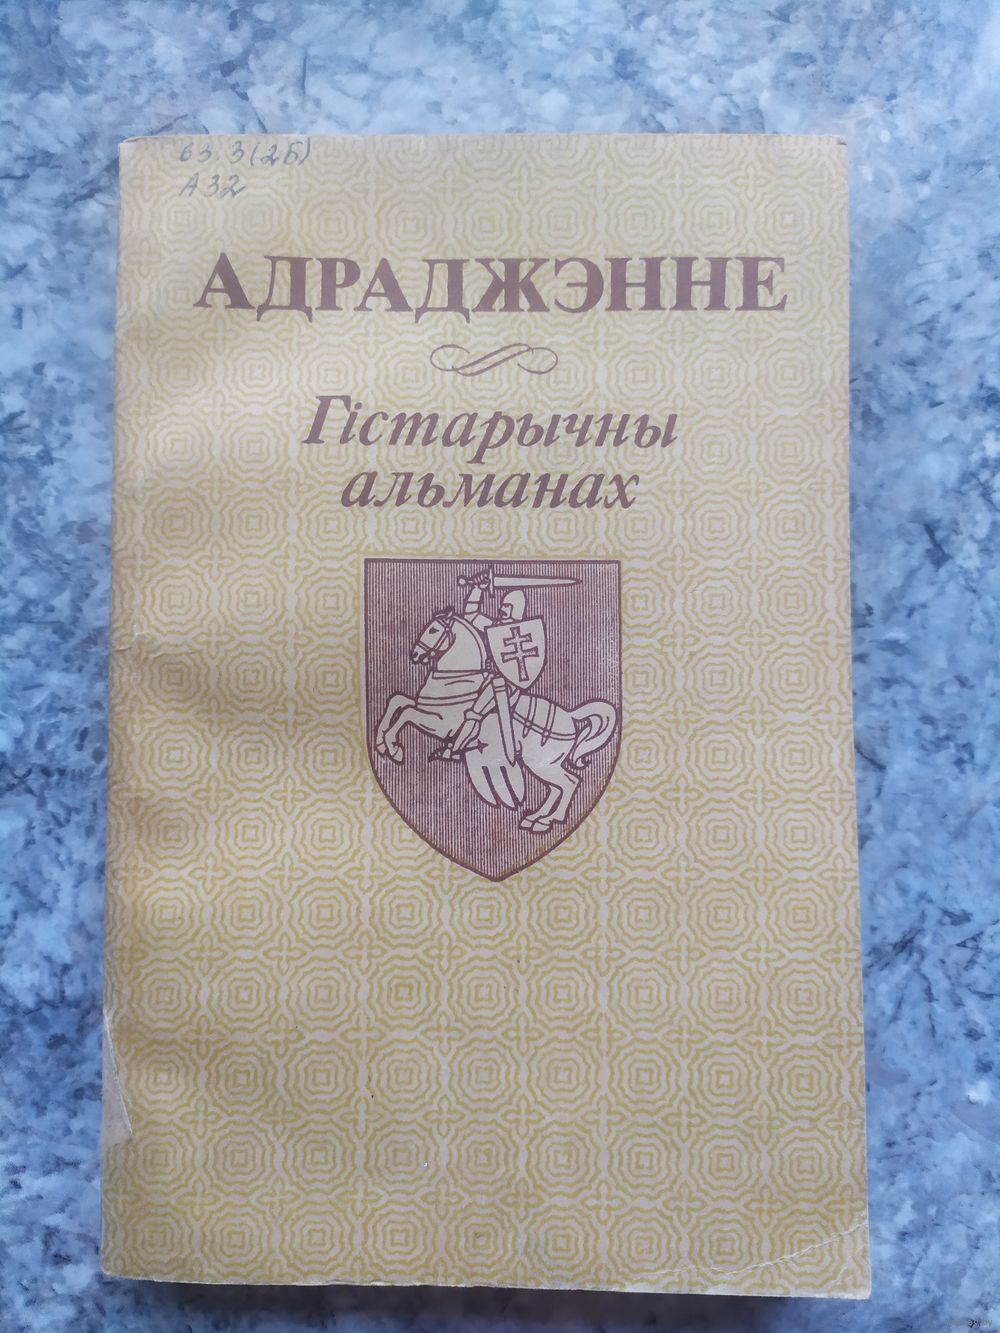 63.3(2Б)
А32
АДРАДЖЭННЕ
Гістарычны
альманах